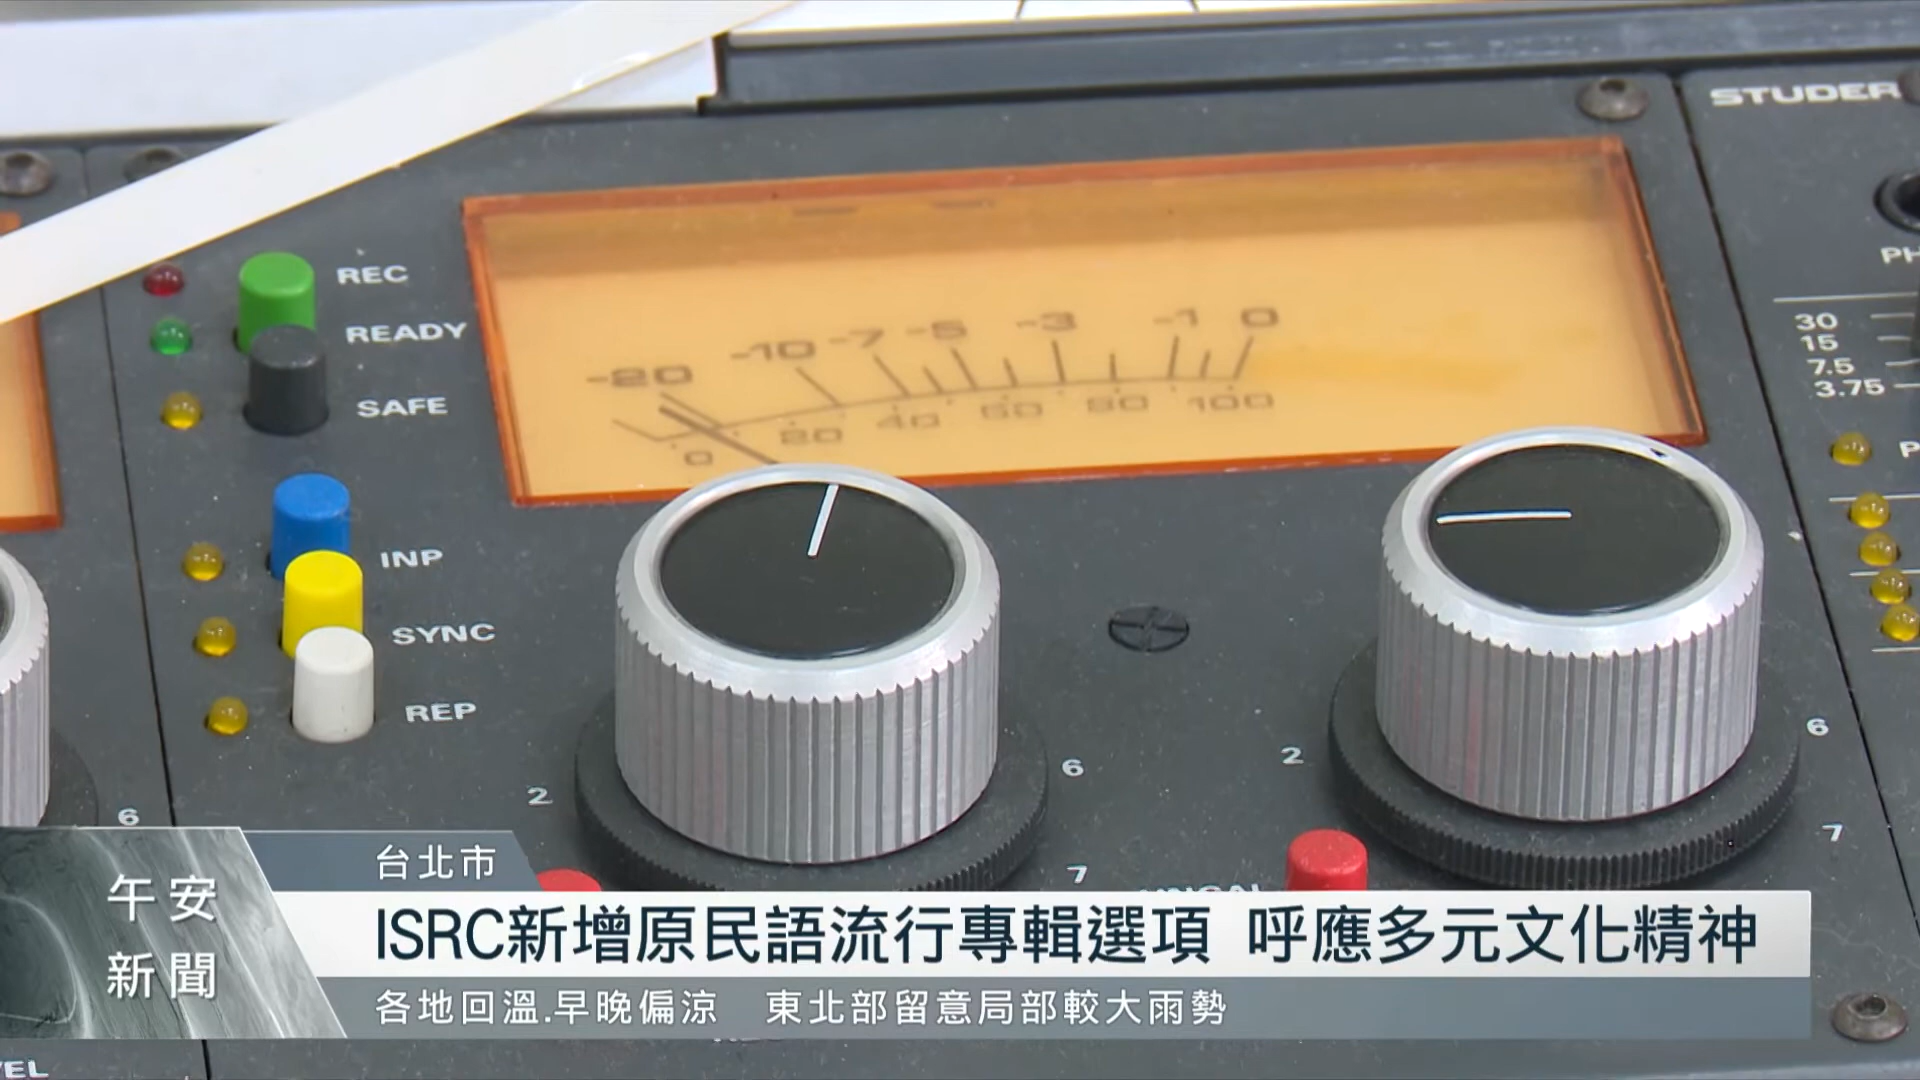 STUDER
REC
READY
SAFE
INP
SYNC
REP
-20 -10 -7 -5 -3 -1 0
0 20 40 60 80 100
30
15
7.5
3.75
2
6
7
2
6
7
6
台北市
午安
新聞
ISRC新增原民語流行專輯選項 呼應多元文化精神
各地回溫.早晚偏涼 東北部留意局部較大雨勢